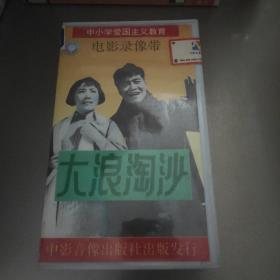 中小学爱国主义教育
电影录像带
大浪淘沙
中影音像出版社出版发行